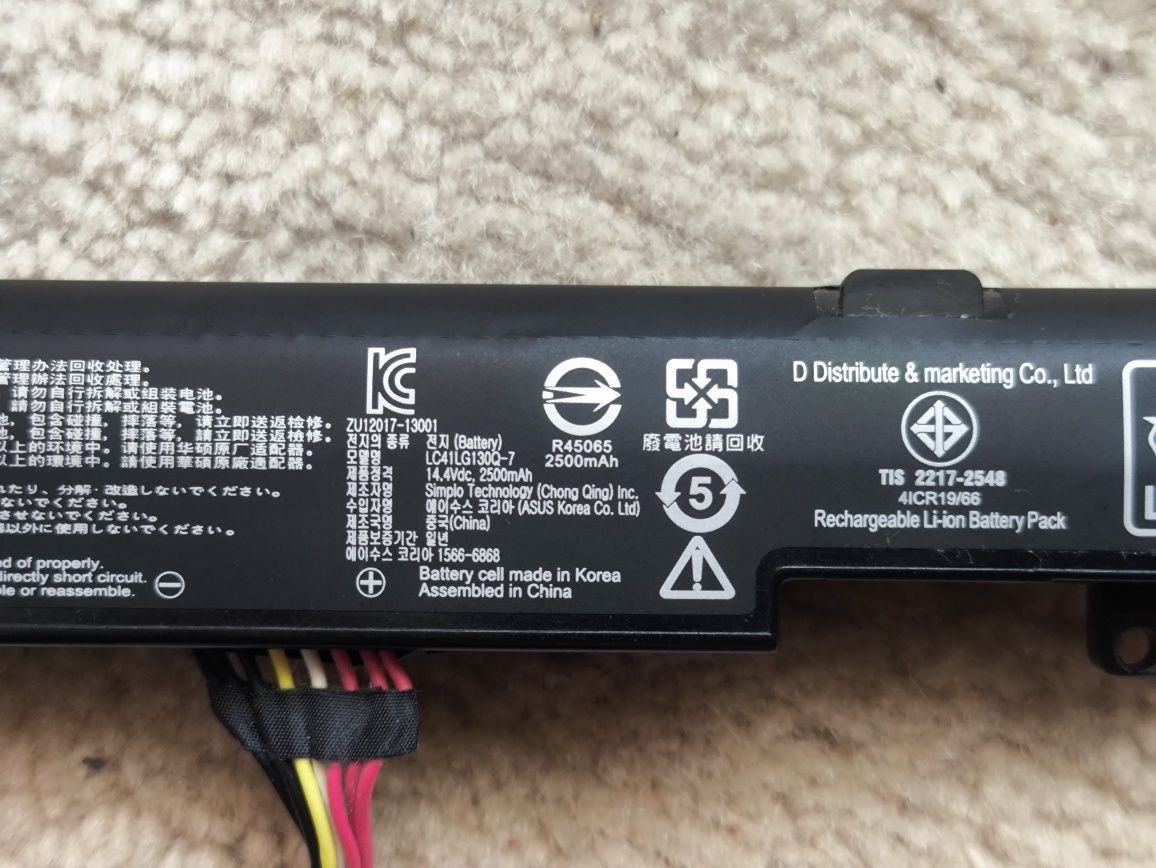 管理办法回收处理。
管理辦法回收處理。
请勿自行拆解或组装电池。
請勿自行拆解或組裝電池。
包含碰撞，摔落等，请立即送返检修。
包含碰撞，摔落等，請立即送返檢修。
以上的环境中。请使用华硕原厂适配器。
以上的環境中。請使用華碩原廠適配器。
れたり、分解・改造しないでください。
ないでください。
させないでください。
以外に使用しないでください。
ed of properly.
directly short circuit.
ble or reassemble.
ZU12017-13001
전지의 종류 전지 (Battery)
모델명 LC41LG130Q-7
제품정격 14.4Vdc, 2500mAh
제조자명 Simplo Technology (Chong Qing) Inc.
수입자명 에이수스 코리아 (ASUS Korea Co. Ltd)
제조국명 중국(China)
제품보증기간 일년
에이수스 코리아 1566-6868
Battery cell made in Korea
Assembled in China
R45065
2500mAh
廢電池請回收
5
D Distribute & marketing Co., Ltd
TIS 2217-2548
4ICR19/66
Rechargeable Li-ion Battery Pack